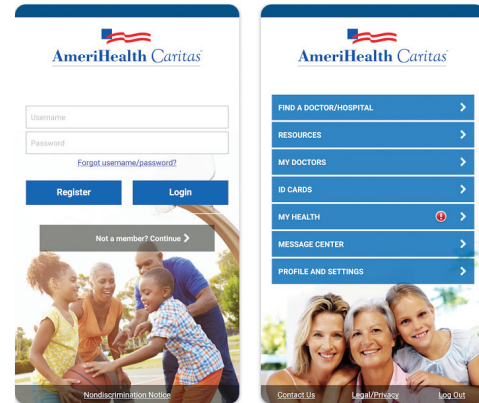 AmeriHealth Caritas
Username
Password
Forgot username/password?
Register
Login
Not a member? Continue
Nondiscrimination Notice
AmeriHealth Caritas
FIND A DOCTOR/HOSPITAL
RESOURCES
MY DOCTORS
ID CARDS
MY HEALTH
MESSAGE CENTER
PROFILE AND SETTINGS
Contact Us
Legal/Privacy
Log Out